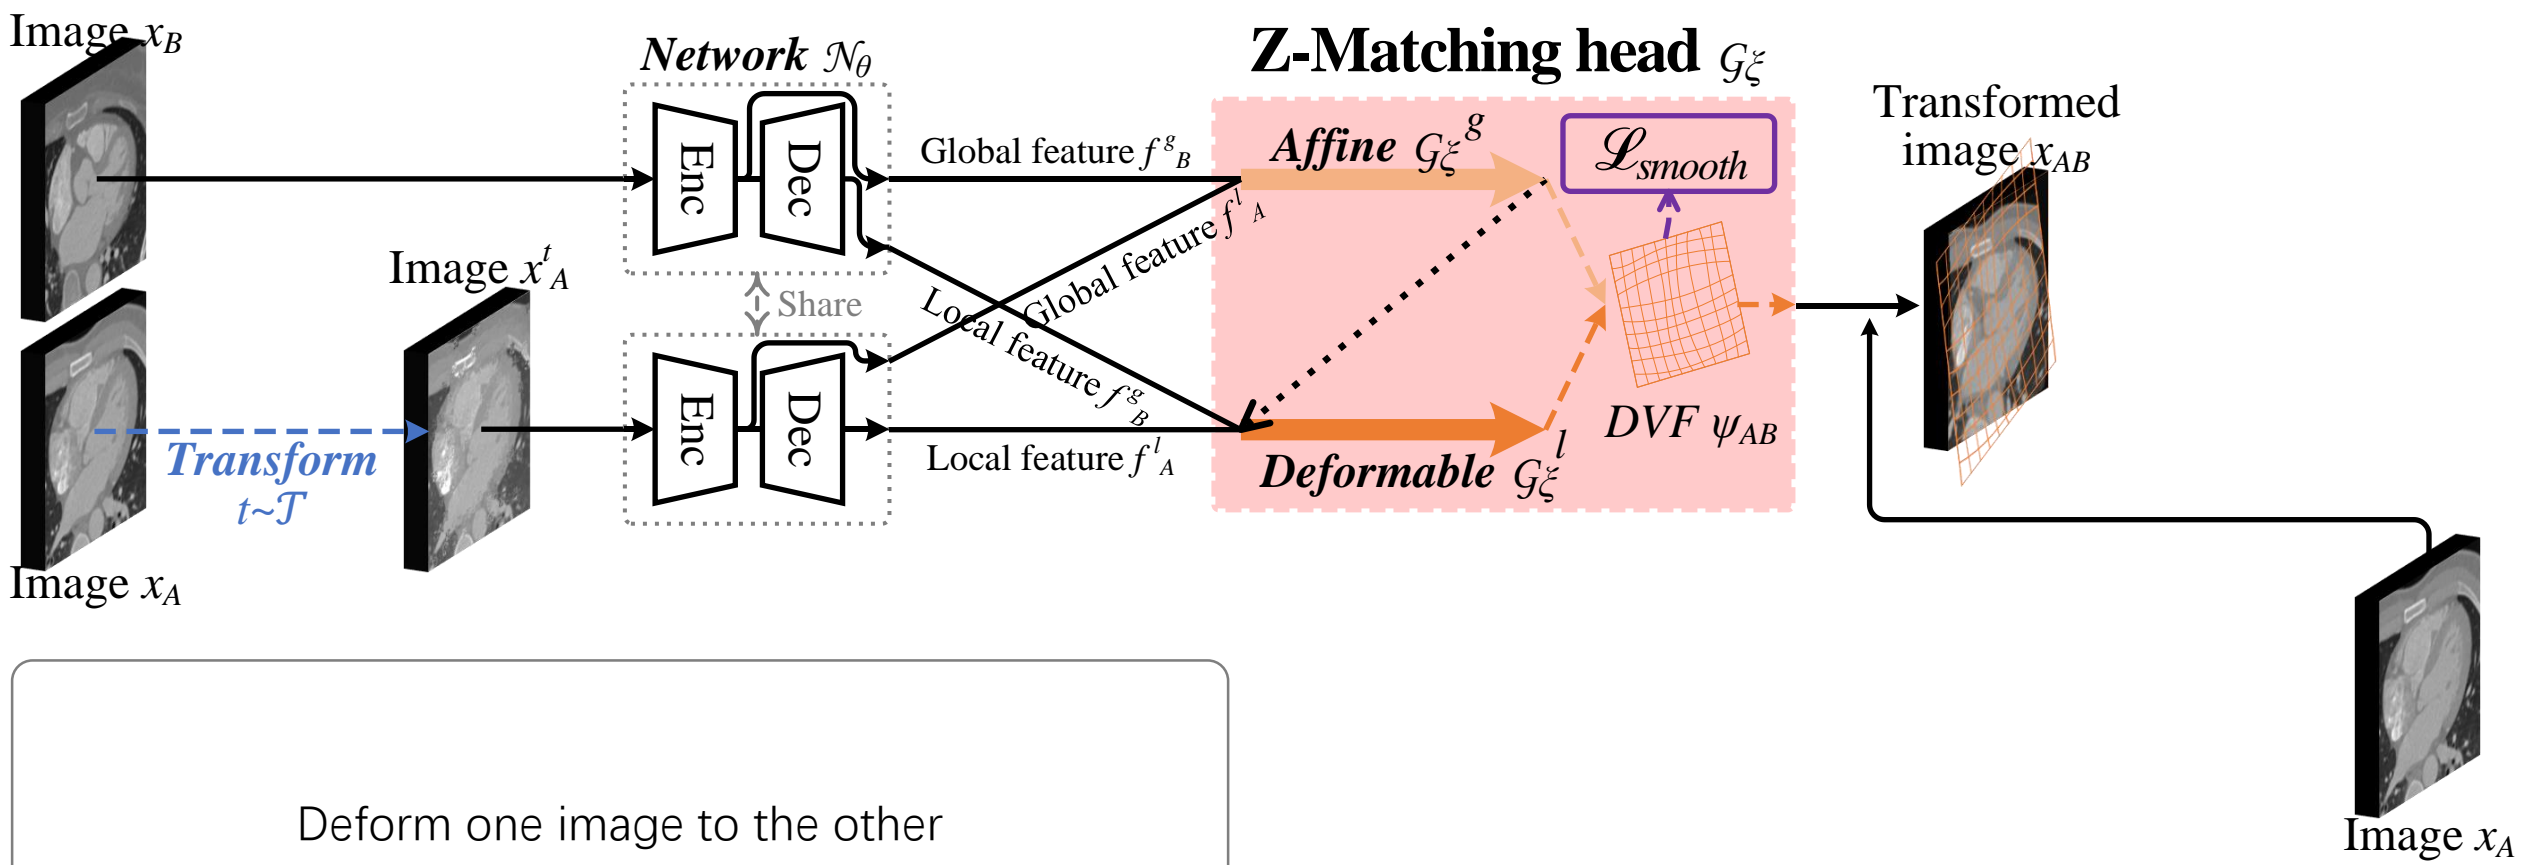 Image x_B
Network 𝒩_θ
Z-Matching head 𝒢_ξ
Enc
Dec
Global feature f^g_B
Affine 𝒢_ξ^g
ℒ_smooth
Transformed
image x_AB
Image x^t_A
Share
Global feature f^l_A
Local feature f^g_B
Enc
Dec
Local feature f^l_A
Deformable 𝒢_ξ^l
DVF ψ_AB
Transform
t~𝒯
Image x_A
Image x_A
Deform one image to the other